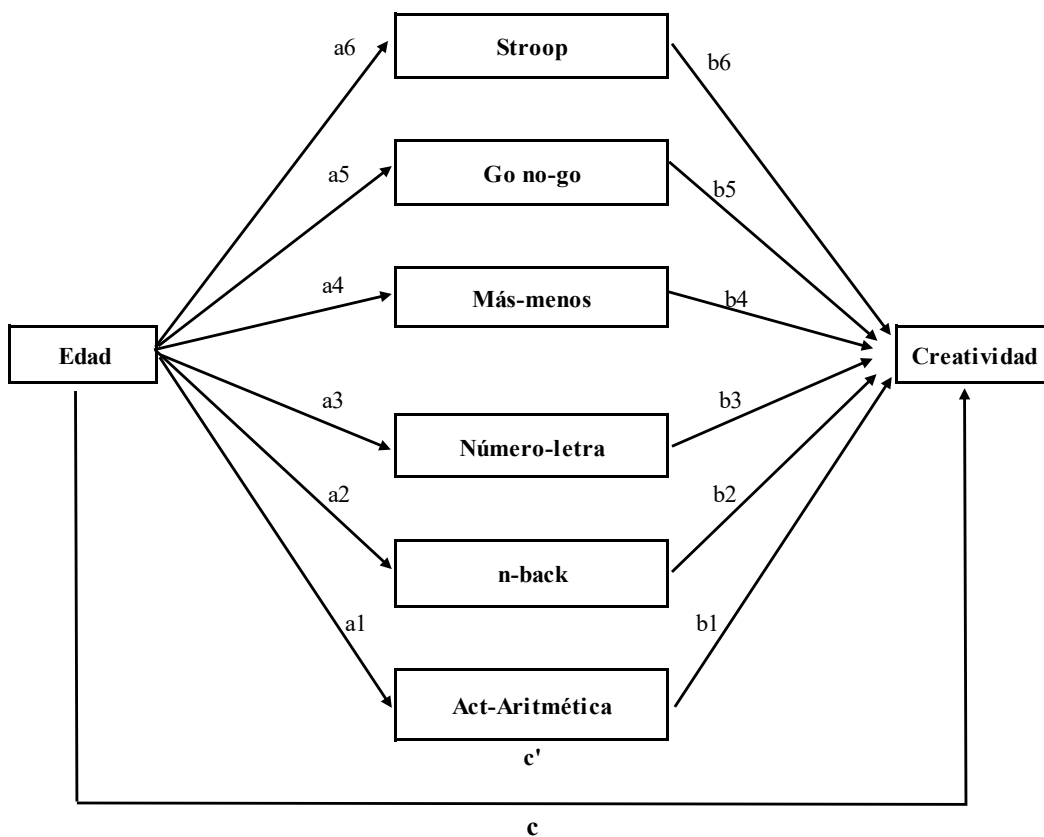 Stroop
a6
b6
Go no-go
a5
b5
Más-menos
a4
b4
Edad
Creatividad
a3
b3
Número-letra
a2
b2
n-back
a1
b1
Act-Aritmética
c'
c